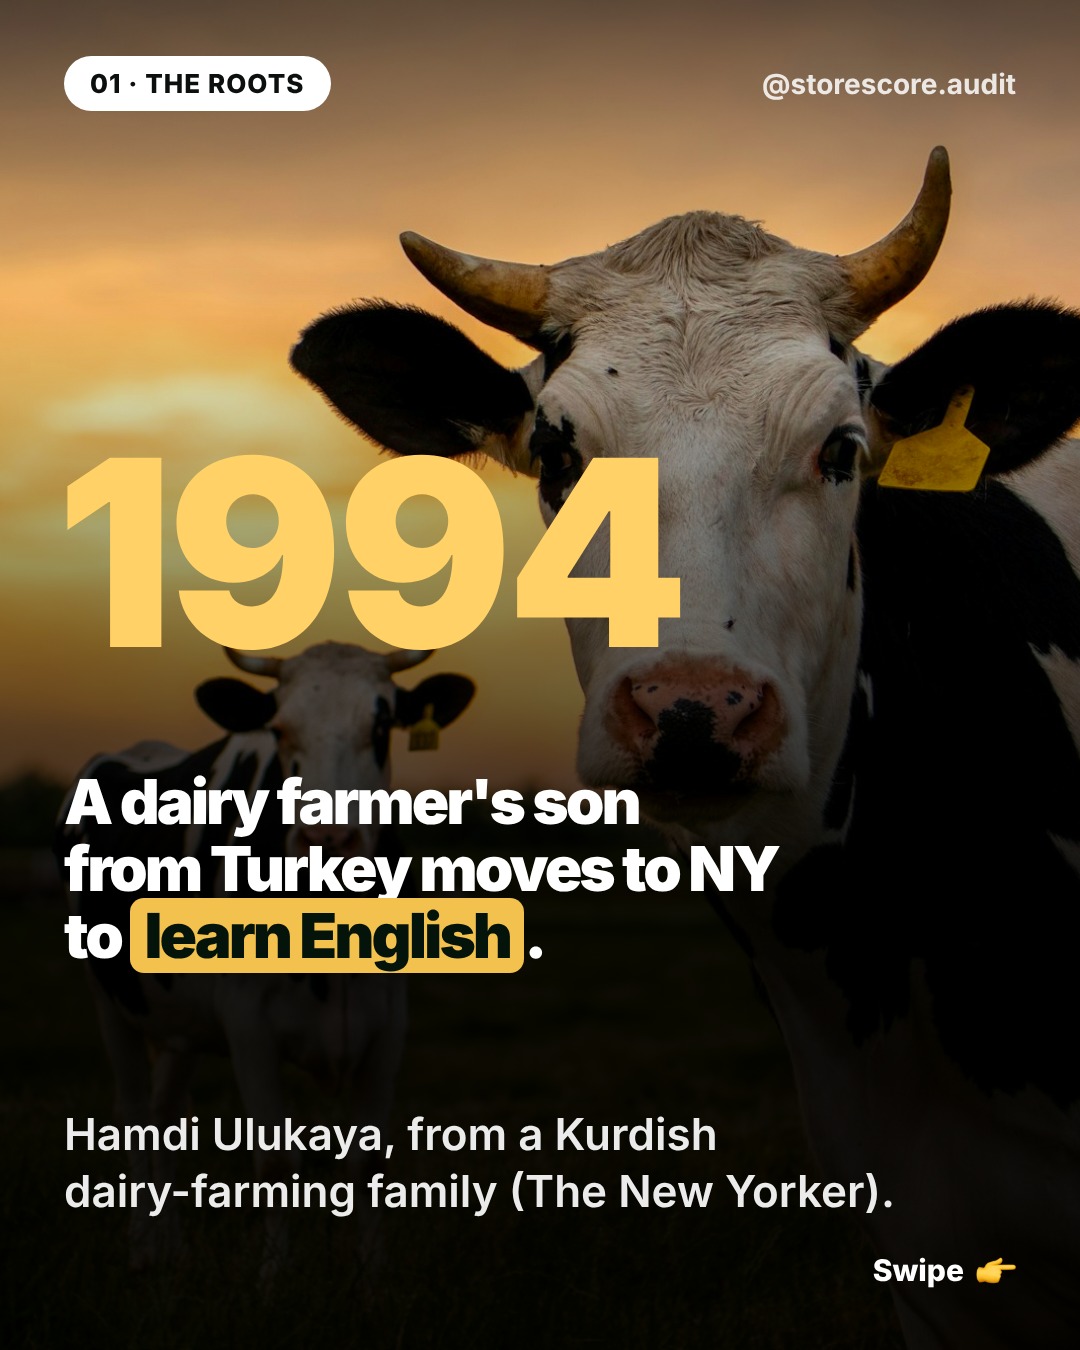 01 · THE ROOTS
@storescore.audit
1994
A dairy farmer's son
from Turkey moves to NY
to learn English.
Hamdi Ulukaya, from a Kurdish
dairy-farming family (The New Yorker).
Swipe 👉